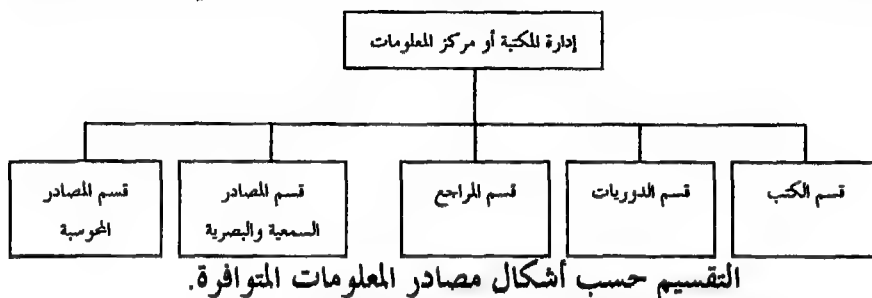 إدارة المكتبة أو مركز المعلومات
قسم الكتب
قسم الدوريات
قسم المراجع
قسم المصادر
السمعية والبصرية
قسم المصادر
المحوسبة
التقسيم حسب أشكال مصادر المعلومات المتوافرة.